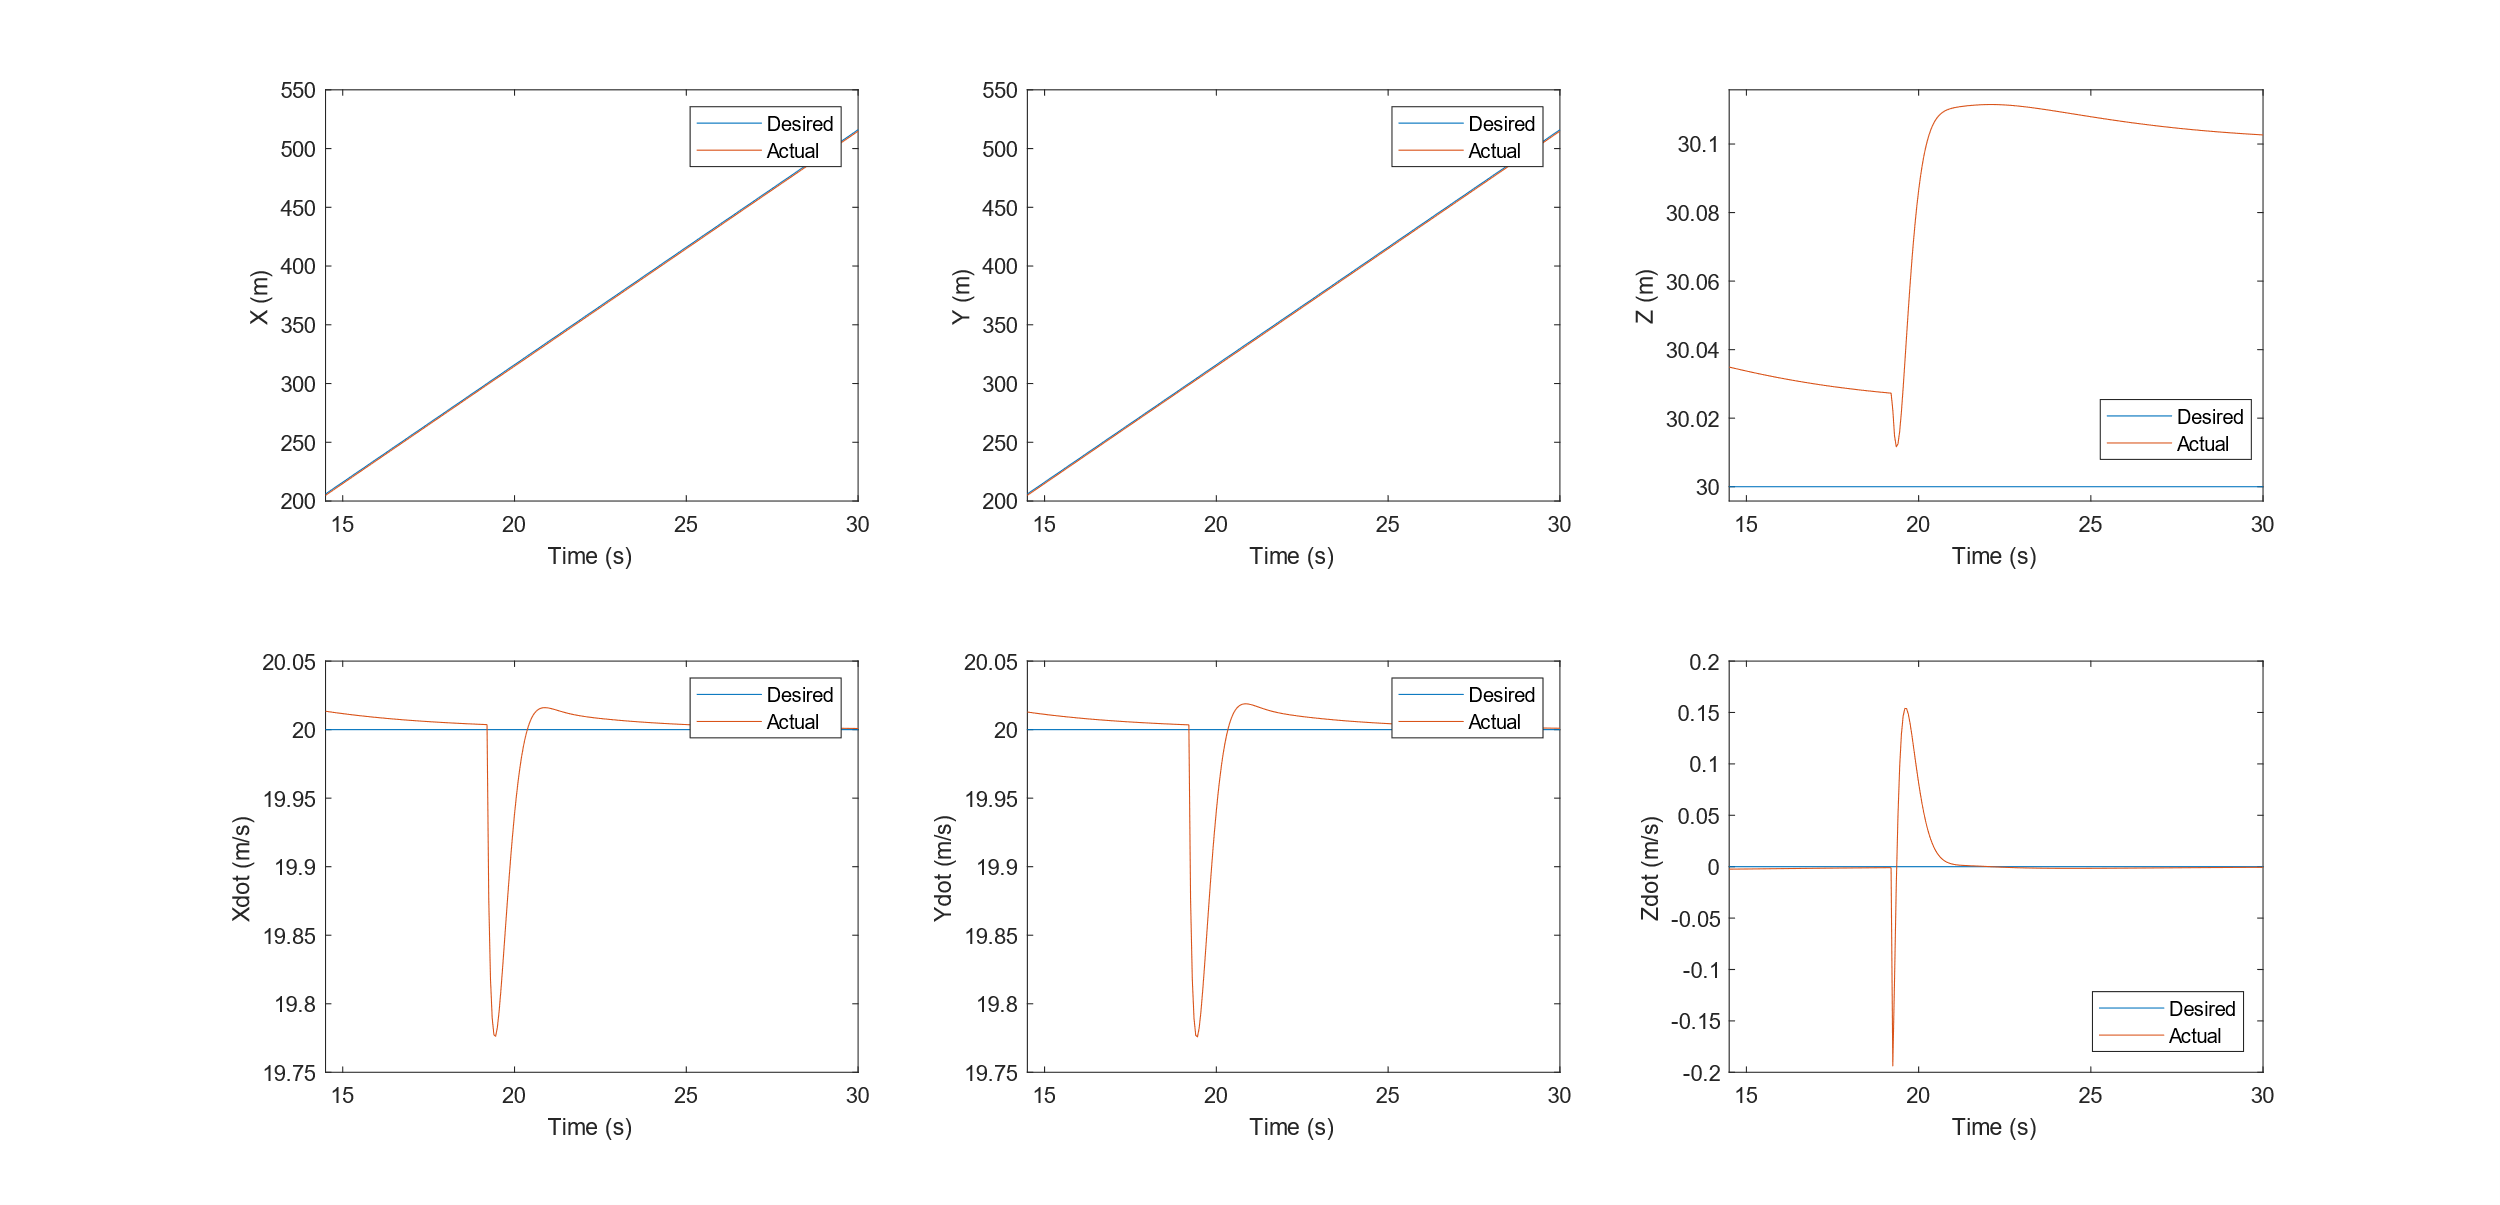 550
500
450
400
350
300
250
200
X (m)
15 20 25 30
Time (s)
Desired
Actual
550
500
450
400
350
300
250
200
Y (m)
15 20 25 30
Time (s)
Desired
Actual
30.1
30.08
30.06
30.04
30.02
30
Z (m)
15 20 25 30
Time (s)
Desired
Actual
20.05
20
19.95
19.9
19.85
19.8
19.75
Xdot (m/s)
15 20 25 30
Time (s)
Desired
Actual
20.05
20
19.95
19.9
19.85
19.8
19.75
Ydot (m/s)
15 20 25 30
Time (s)
Desired
Actual
0.2
0.15
0.1
0.05
0
-0.05
-0.1
-0.15
-0.2
Zdot (m/s)
15 20 25 30
Time (s)
Desired
Actual